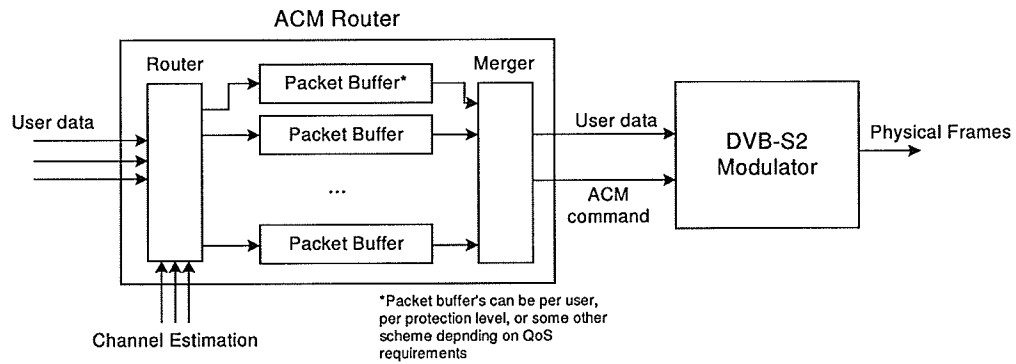 ACM Router
Router
Merger
Packet Buffer*
User data
Packet Buffer
User data
DVB-S2
Modulator
Physical Frames
...
ACM
command
Packet Buffer
Channel Estimation
*Packet buffer's can be per user,
per protection level, or some other
scheme depnding on QoS
requirements